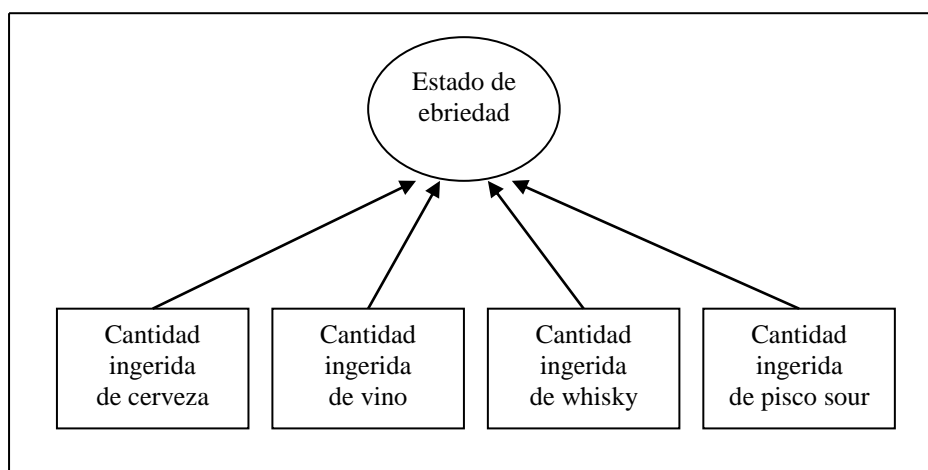 Estado de
ebriedad
Cantidad
ingerida
de cerveza
Cantidad
ingerida
de vino
Cantidad
ingerida
de whisky
Cantidad
ingerida
de pisco sour